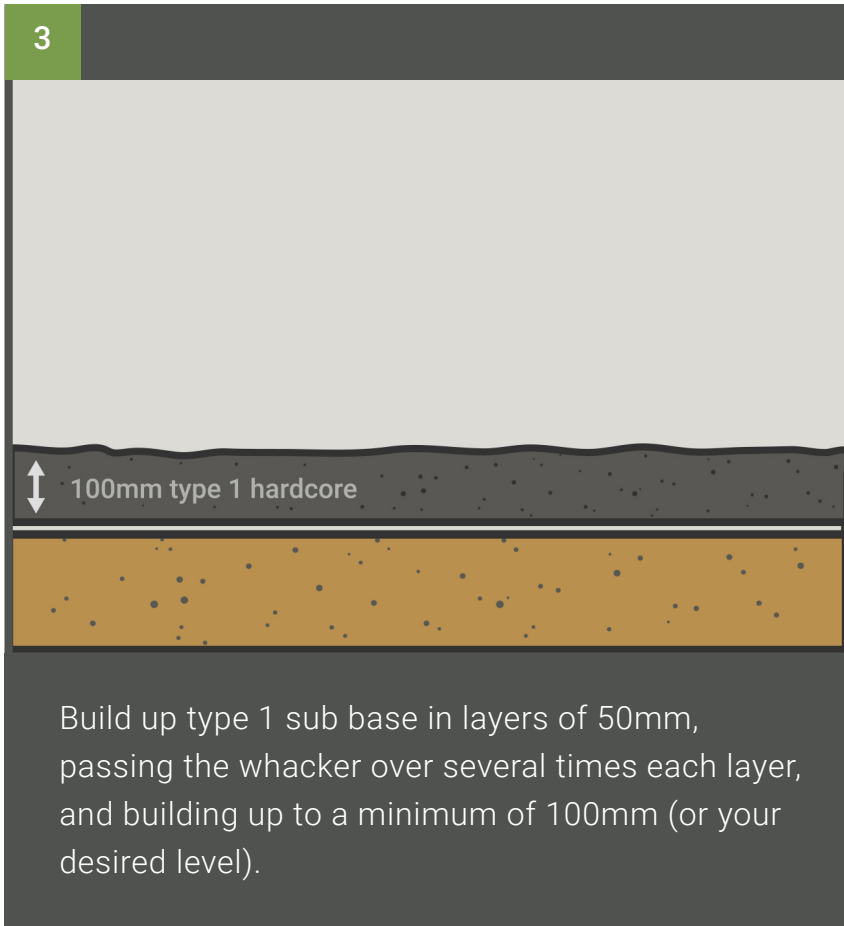 3
100mm type 1 hardcore
Build up type 1 sub base in layers of 50mm,
passing the whacker over several times each layer,
and building up to a minimum of 100mm (or your
desired level).